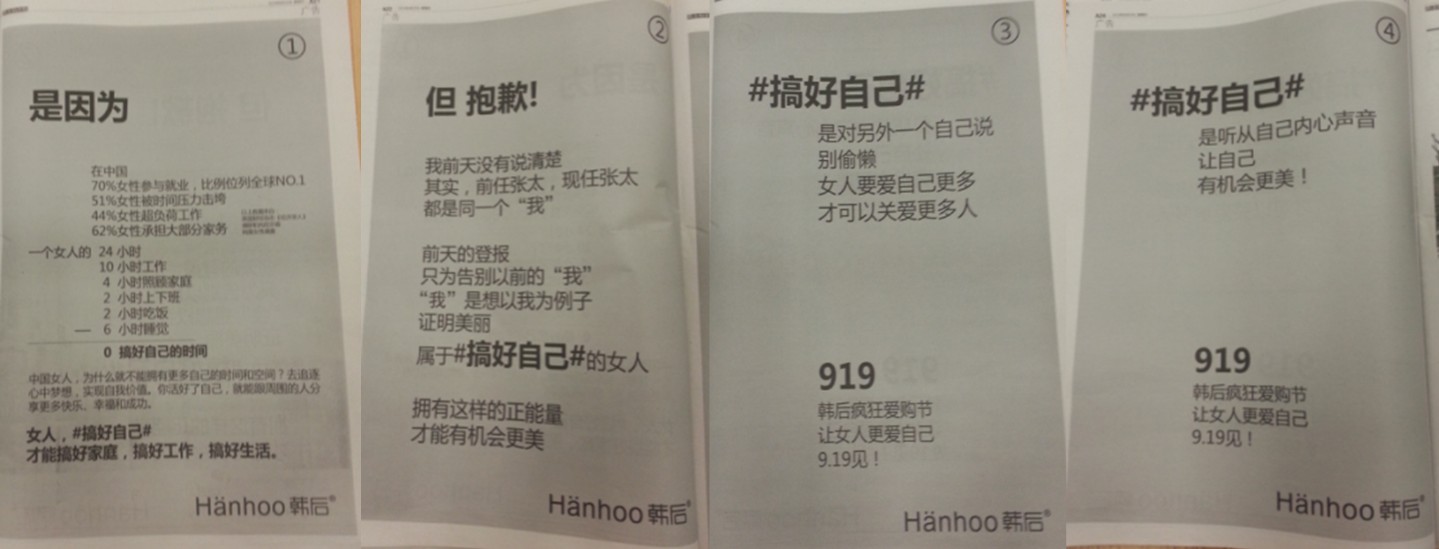 广告
①
是因为
在中国
70%女性参与就业，比例位列全球NO.1
51%女性被时间压力击垮
44%女性超负荷工作
62%女性承担大部分家务
一个女人的 24 小时
10 小时工作
4 小时照顾家庭
2 小时上下班
2 小时吃饭
— 6 小时睡觉
0 搞好自己的时间
中国女人，为什么就不能拥有更多自己的时间和空间？去追逐
心中梦想，实现自我价值。你活好了自己，就能跟周围的人分
享更多快乐、幸福和成功。
女人，#搞好自己#
才能搞好家庭，搞好工作，搞好生活。
Hänhoo 韩后®
广告
②
但 抱歉!
我前天没有说清楚
其实，前任张太，现任张太
都是同一个“我”
前天的登报
只为告别以前的“我”
“我”是想以我为例子
证明美丽
属于#搞好自己#的女人
拥有这样的正能量
才能有机会更美
Hänhoo 韩后®
③
#搞好自己#
是对另外一个自己说
别偷懒
女人要爱自己更多
才可以关爱更多人
919
韩后疯狂爱购节
让女人更爱自己
9.19见！
Hänhoo 韩后®
广告
④
#搞好自己#
是听从自己内心声音
让自己
有机会更美！
919
韩后疯狂爱购节
让女人更爱自己
9.19见！
Hänhoo 韩后®